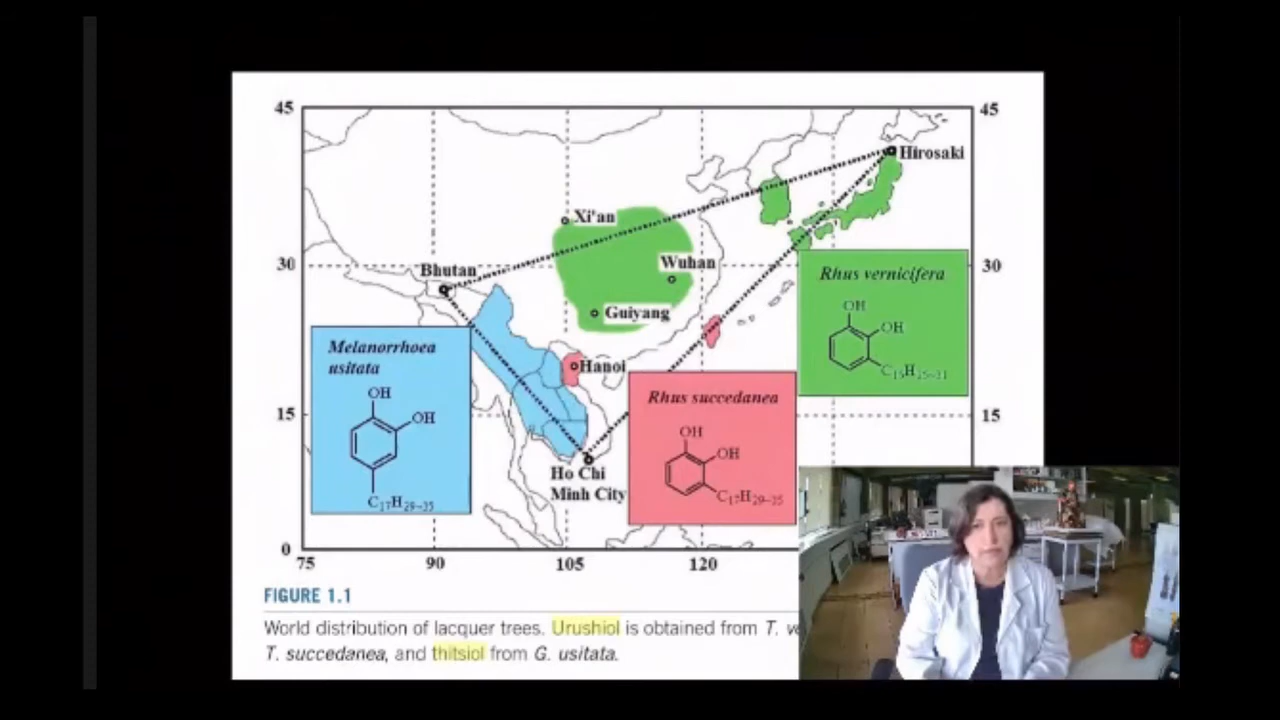 45
45
Hirosaki
Xi'an
30
Bhutan
Wuhan
30
Rhus vernicifera
Guiyang
OH
OH
C15H25-31
Melanorrhoea
usitata
OH
OH
C17H29-35
Hanoi
Rhus succedanea
OH
OH
C17H29-35
15
15
Ho Chi
Minh City
0
75
90
105
120
FIGURE 1.1
World distribution of lacquer trees. Urushiol is obtained from T.
T. succedanea, and thitsiol from G. usitata.